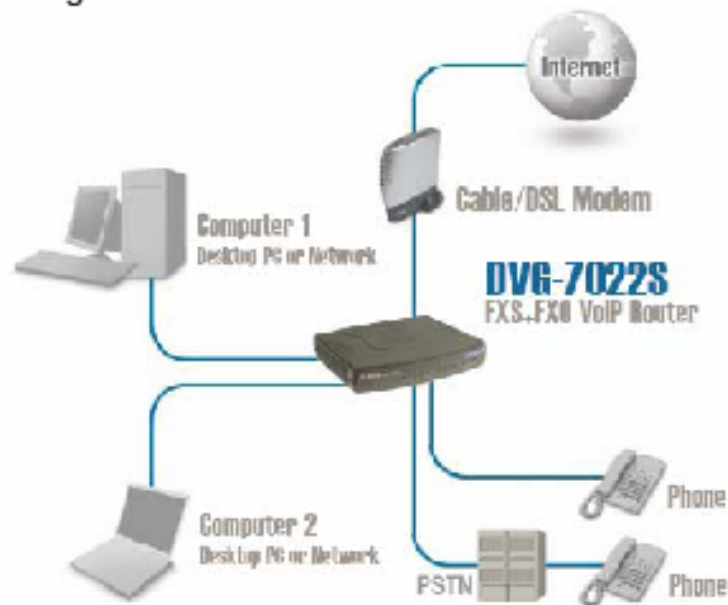 Internet
Cable/DSL Modem
Computer 1
Desktop PC or Network
DVG-7022S
FXS+FXO VoIP Router
Phone
Computer 2
Desktop PC or Network
PSTN
Phone